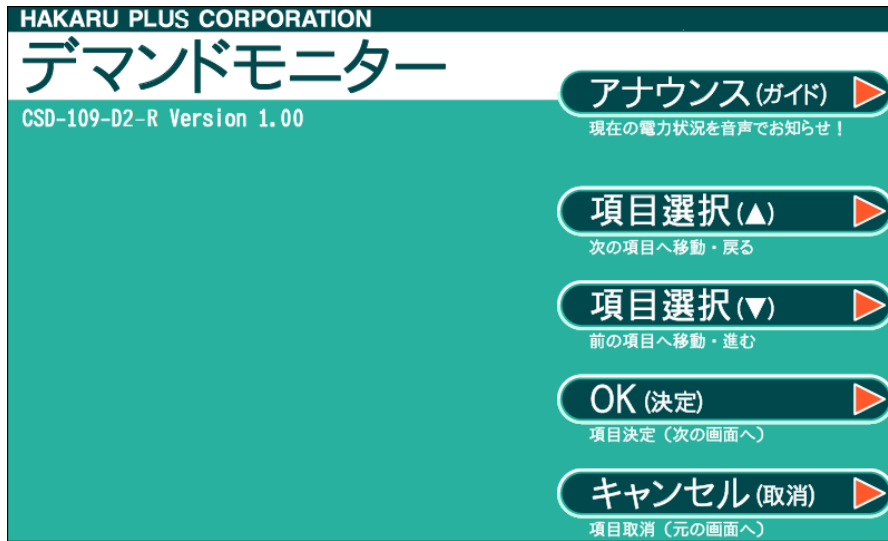 HAKARU PLUS CORPORATION
デマンドモニター
CSD-109-D2-R Version 1.00
アナウンス(ガイド)
現在の電力状況を音声でお知らせ！
項目選択(▲)
次の項目へ移動・戻る
項目選択(▼)
前の項目へ移動・進む
OK(決定)
項目決定（次の画面へ）
キャンセル(取消)
項目取消（元の画面へ）